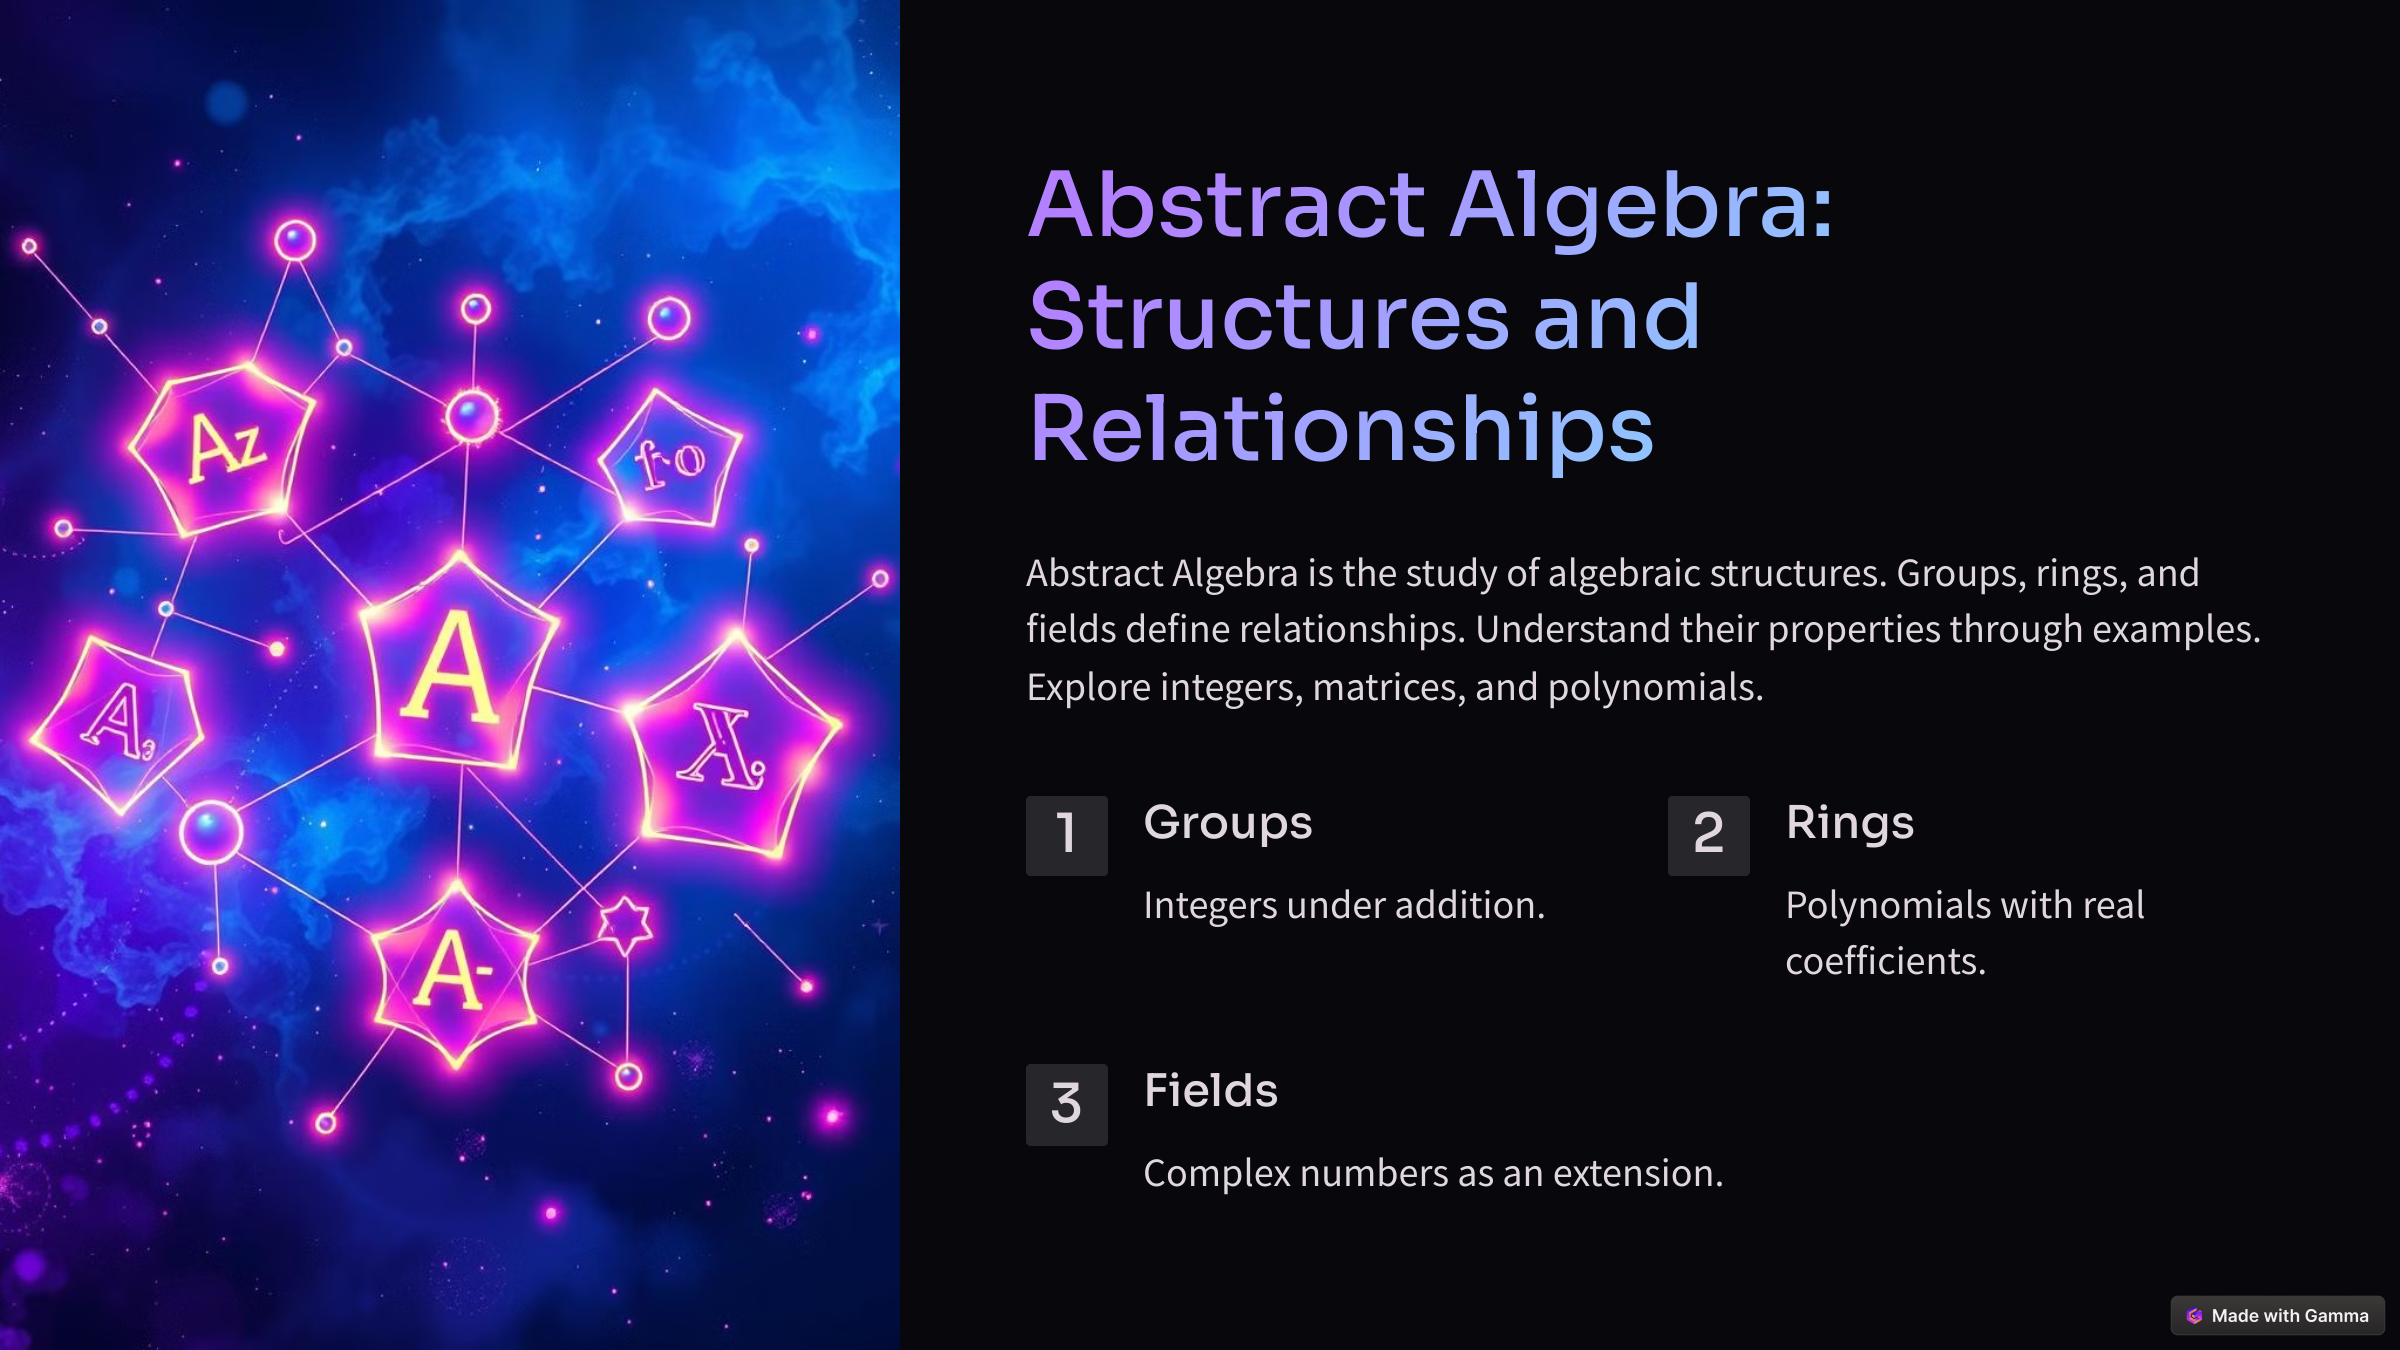 Abstract Algebra:
Structures and
Relationships
Abstract Algebra is the study of algebraic structures. Groups, rings, and
fields define relationships. Understand their properties through examples.
Explore integers, matrices, and polynomials.
1
Groups
Integers under addition.
2
Rings
Polynomials with real
coefficients.
3
Fields
Complex numbers as an extension.
Made with Gamma
Az
A
A-